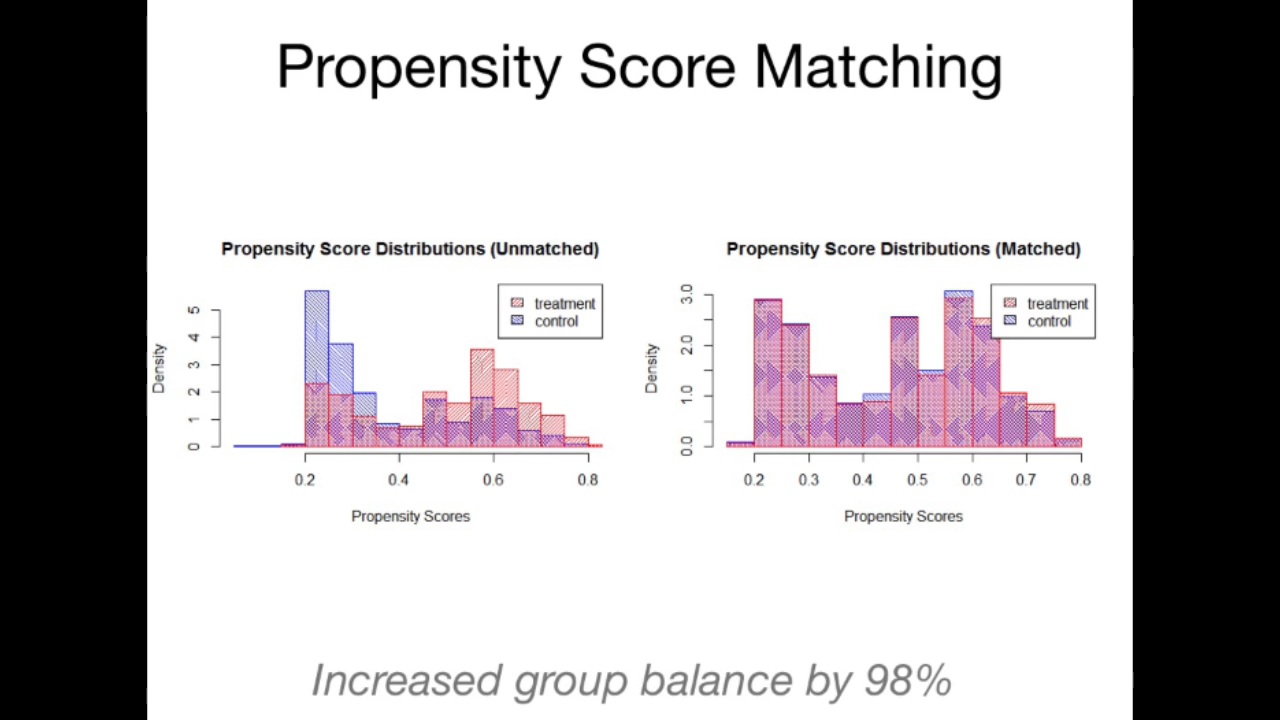 Propensity Score Matching
Propensity Score Distributions (Unmatched)
treatment
control
Density
0 1 2 3 4 5
0.2 0.4 0.6 0.8
Propensity Scores
Propensity Score Distributions (Matched)
treatment
control
Density
0.0 1.0 2.0 3.0
0.2 0.3 0.4 0.5 0.6 0.7 0.8
Propensity Scores
Increased group balance by 98%